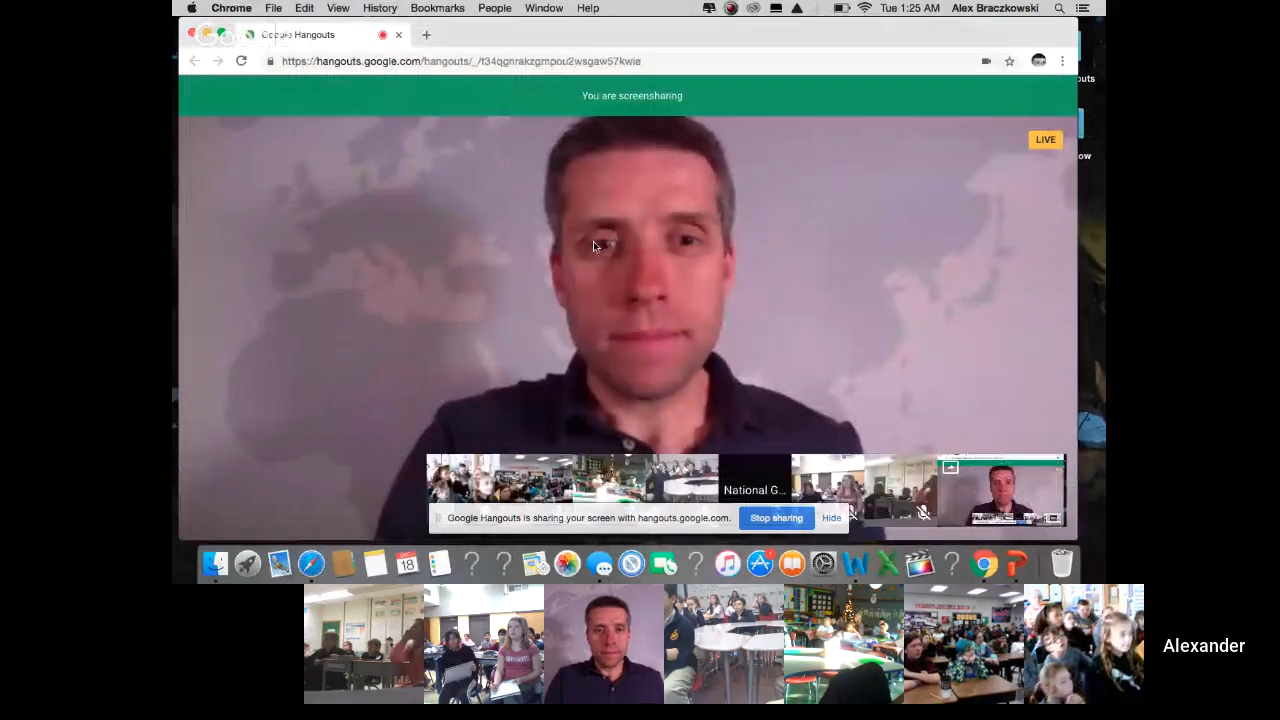 Chrome File Edit View History Bookmarks People Window Help Tue 1:25 AM Alex Braczkowski
Google Hangouts
https://hangouts.google.com/hangouts/_/t34qgnrakzgmpou2wsgaw57kwie
You are screensharing
LIVE
National G...
Google Hangouts is sharing your screen with hangouts.google.com. Stop sharing Hide
DEC
18
Alexander